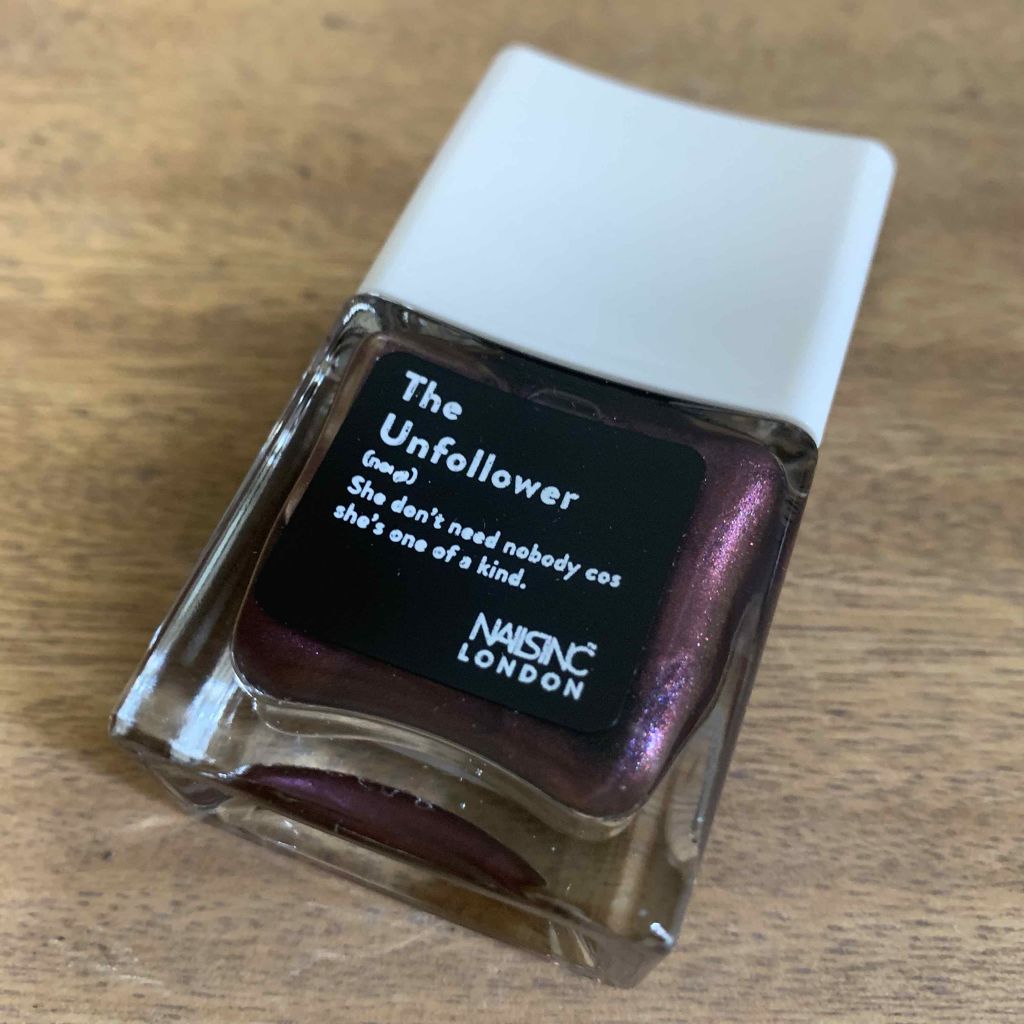 The
Unfollower
She don't need nobody cos
she's one of a kind.
NAILSINC
LONDON